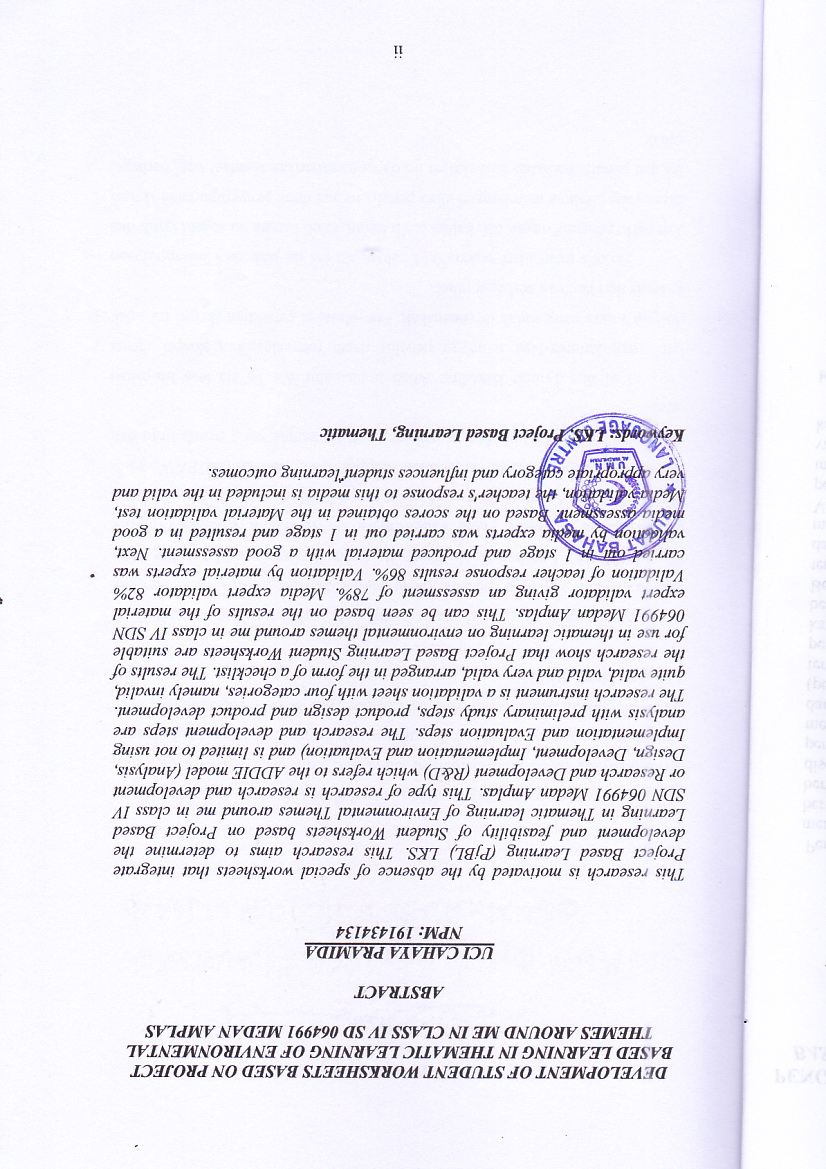 DEVELOPMENT OF STUDENT WORKSHEETS BASED ON PROJECT
BASED LEARNING IN THEMATIC LEARNING OF ENVIRONMENTAL
THEMES AROUND ME IN CLASS IV SD 064991 MEDAN AMPLAS
ABSTRACT
UCI CAHAYA PRAMIDA
NPM: 191434134
This research is motivated by the absence of special worksheets that integrate
Project Based Learning (PjBL) LKS. This research aims to determine the
development and feasibility of Student Worksheets based on Project Based
Learning in Thematic learning of Environmental Themes around me in class IV
SDN 064991 Medan Amplas. This type of research is research and development
or Research and Development (R&D) which refers to the ADDIE model (Analysis,
Design, Development, Implementation and Evaluation) and is limited to not using
Implementation and Evaluation steps. The research and development steps are
analysis with preliminary study steps, product design and product development.
The research instrument is a validation sheet with four categories, namely invalid,
quite valid, valid and very valid, arranged in the form of a checklist. The results of
the research show that Project Based Learning Student Worksheets are suitable
for use in thematic learning on environmental themes around me in class IV SDN
064991 Medan Amplas. This can be seen based on the results of the material
expert validator giving an assessment of 78%. Media expert validator 82%
Validation of teacher response results 86%. Validation by material experts was
carried out in 1 stage and produced material with a good assessment. Next,
validation by media experts was carried out in 1 stage and resulted in a good
media assessment. Based on the scores obtained in the Material validation test,
Media validation, the teacher's response to this media is included in the valid and
very appropriate category and influences student learning outcomes.
Keywords: LKS, Project Based Learning, Thematic
PUSAT BAHASA
UMN
AL WASHLIYAH
LANGUAGE CENTRE
ii